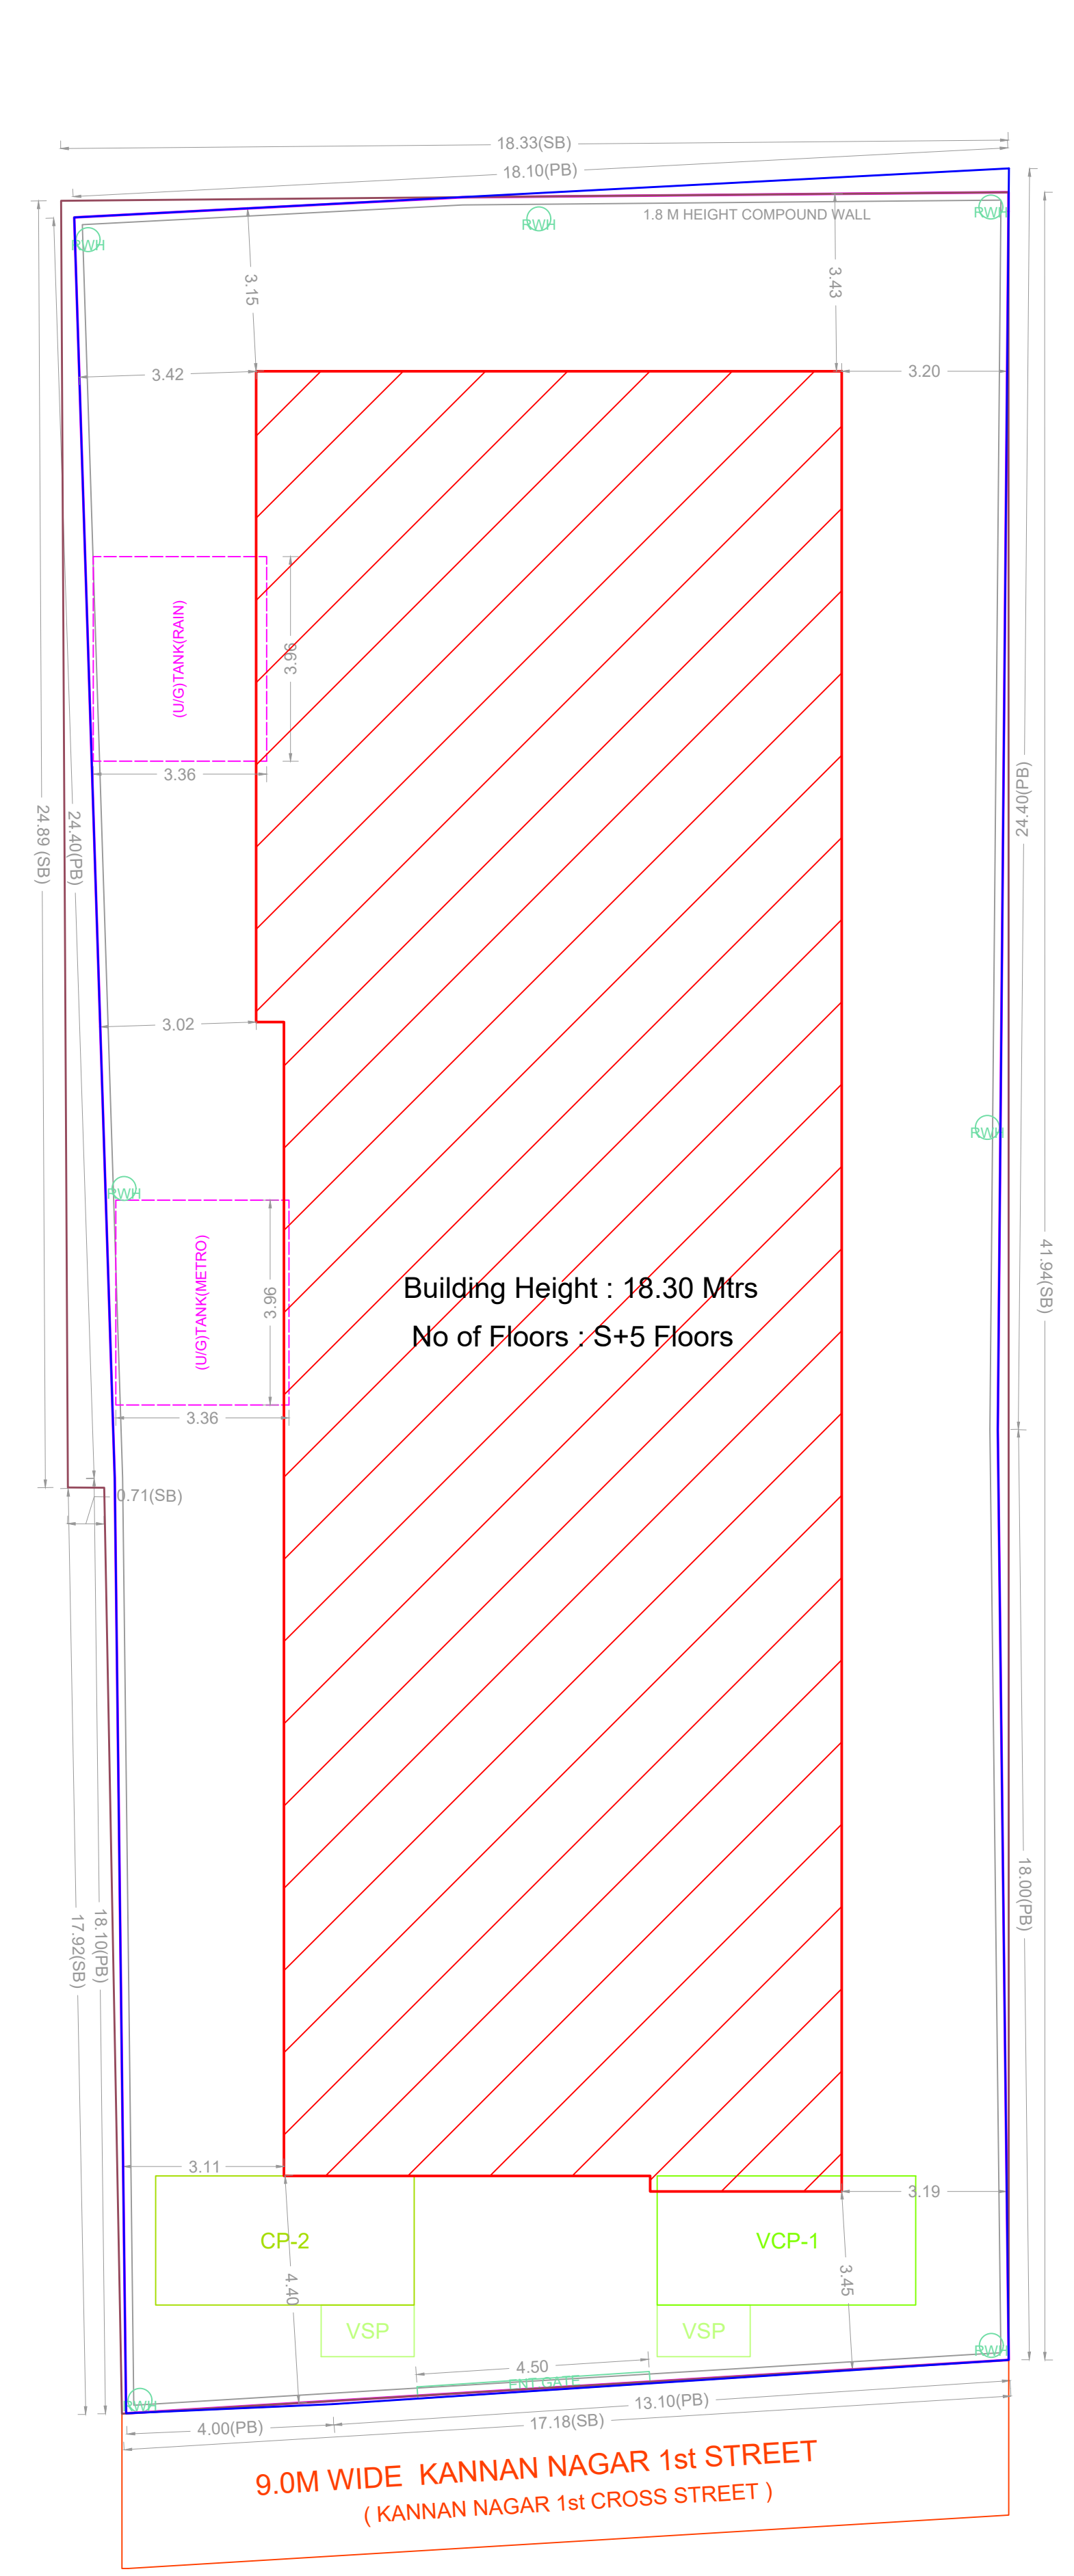 18.33(SB)
18.10(PB)
1.8 M HEIGHT COMPOUND WALL
RWH
RWH
RWH
3.15
3.43
3.42
3.20
(U/G)TANK(RAIN)
3.96
3.36
24.89 (SB)
24.40(PB)
24.40(PB)
3.02
RWH
RWH
(U/G)TANK(METRO)
3.96
3.36
41.94(SB)
Building Height : 18.30 Mtrs
No of Floors : S+5 Floors
0.71(SB)
17.92(SB)
18.10(PB)
18.00(PB)
3.11
3.19
CP-2
VCP-1
4.40
3.45
VSP
VSP
4.50
ENT GATE
RWH
RWH
4.00(PB)
13.10(PB)
17.18(SB)
9.0M WIDE KANNAN NAGAR 1st STREET
( KANNAN NAGAR 1st CROSS STREET )